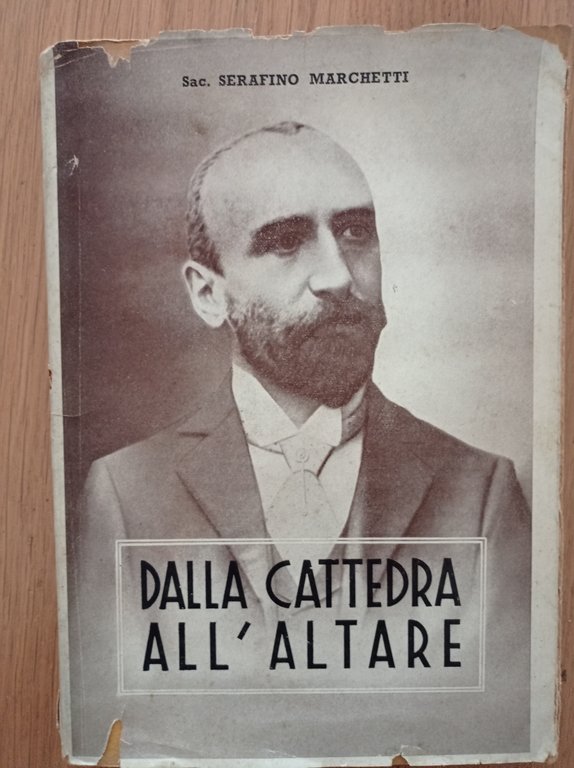 Sac. SERAFINO MARCHETTI
DALLA CATTEDRA
ALL'ALTARE